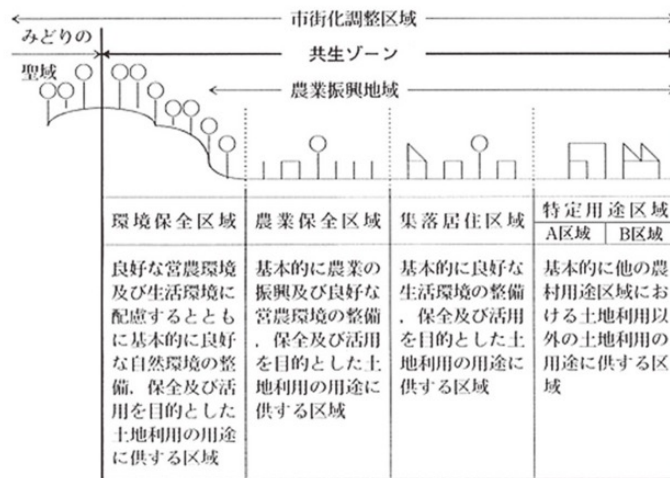 市街化調整区域
みどりの
聖域
共生ゾーン
農業振興地域
環境保全区域
農業保全区域
集落居住区域
特定用途区域
A区域
B区域
良好な営農環境
及び生活環境に
配慮するととも
に基本的に良好
な自然環境の整
備，保全及び活
用を目的とした
土地利用の用途
に供する区域
基本的に農業の
振興及び良好な
営農環境の整備
，保全及び活用
を目的とした土
地利用の用途に
供する区域
基本的に良好な
生活環境の整備
，保全及び活用
を目的とした土
地利用の用途に
供する区域
基本的に他の農
村用途区域にお
ける土地利用以
外の土地利用の
用途に供する区
域